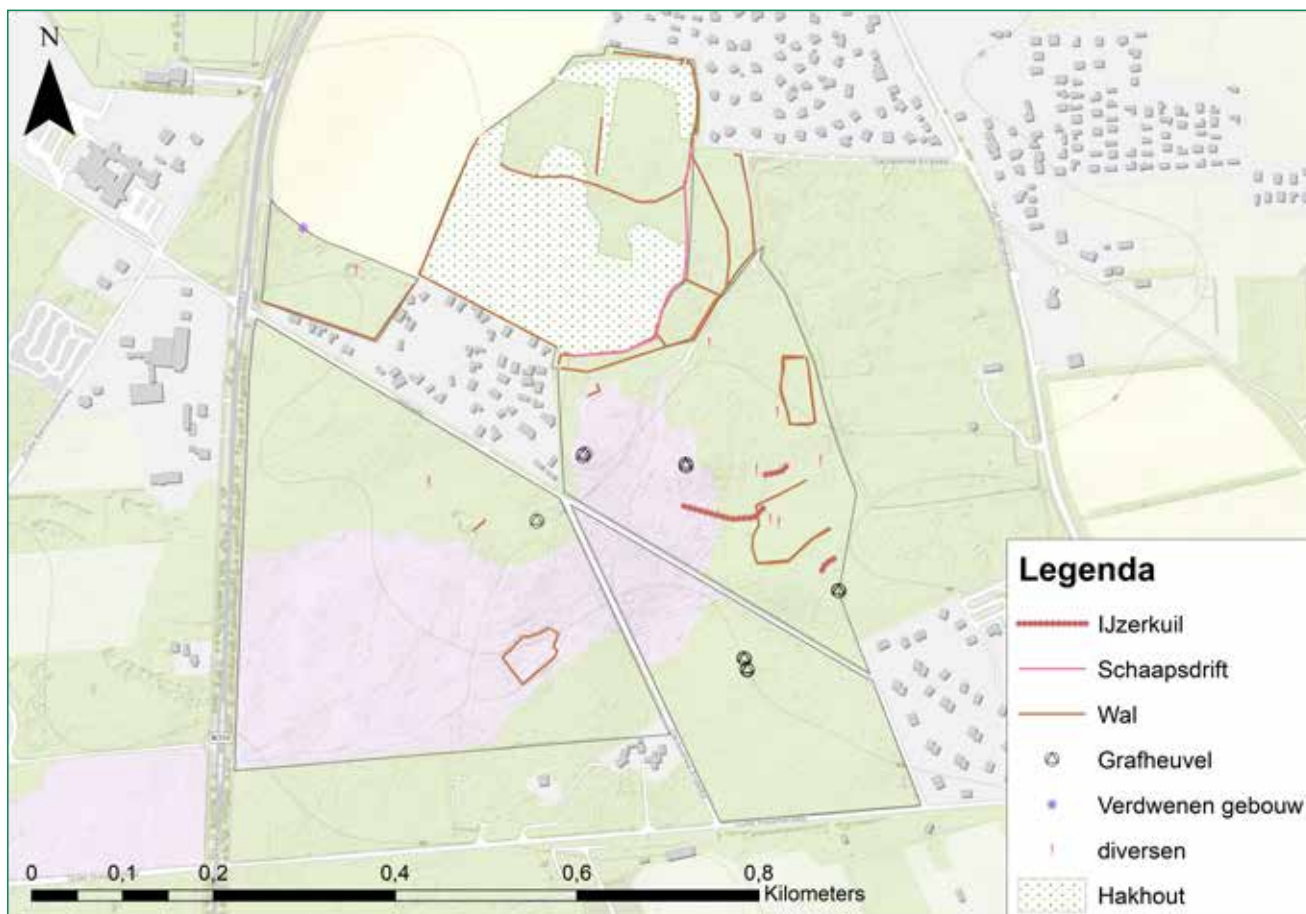 N
Legenda
IJzerkuil
Schaapsdrift
Wal
Grafheuvel
Verdwenen gebouw
diversen
Hakhout
0 0,1 0,2 0,4 0,6 0,8
Kilometers